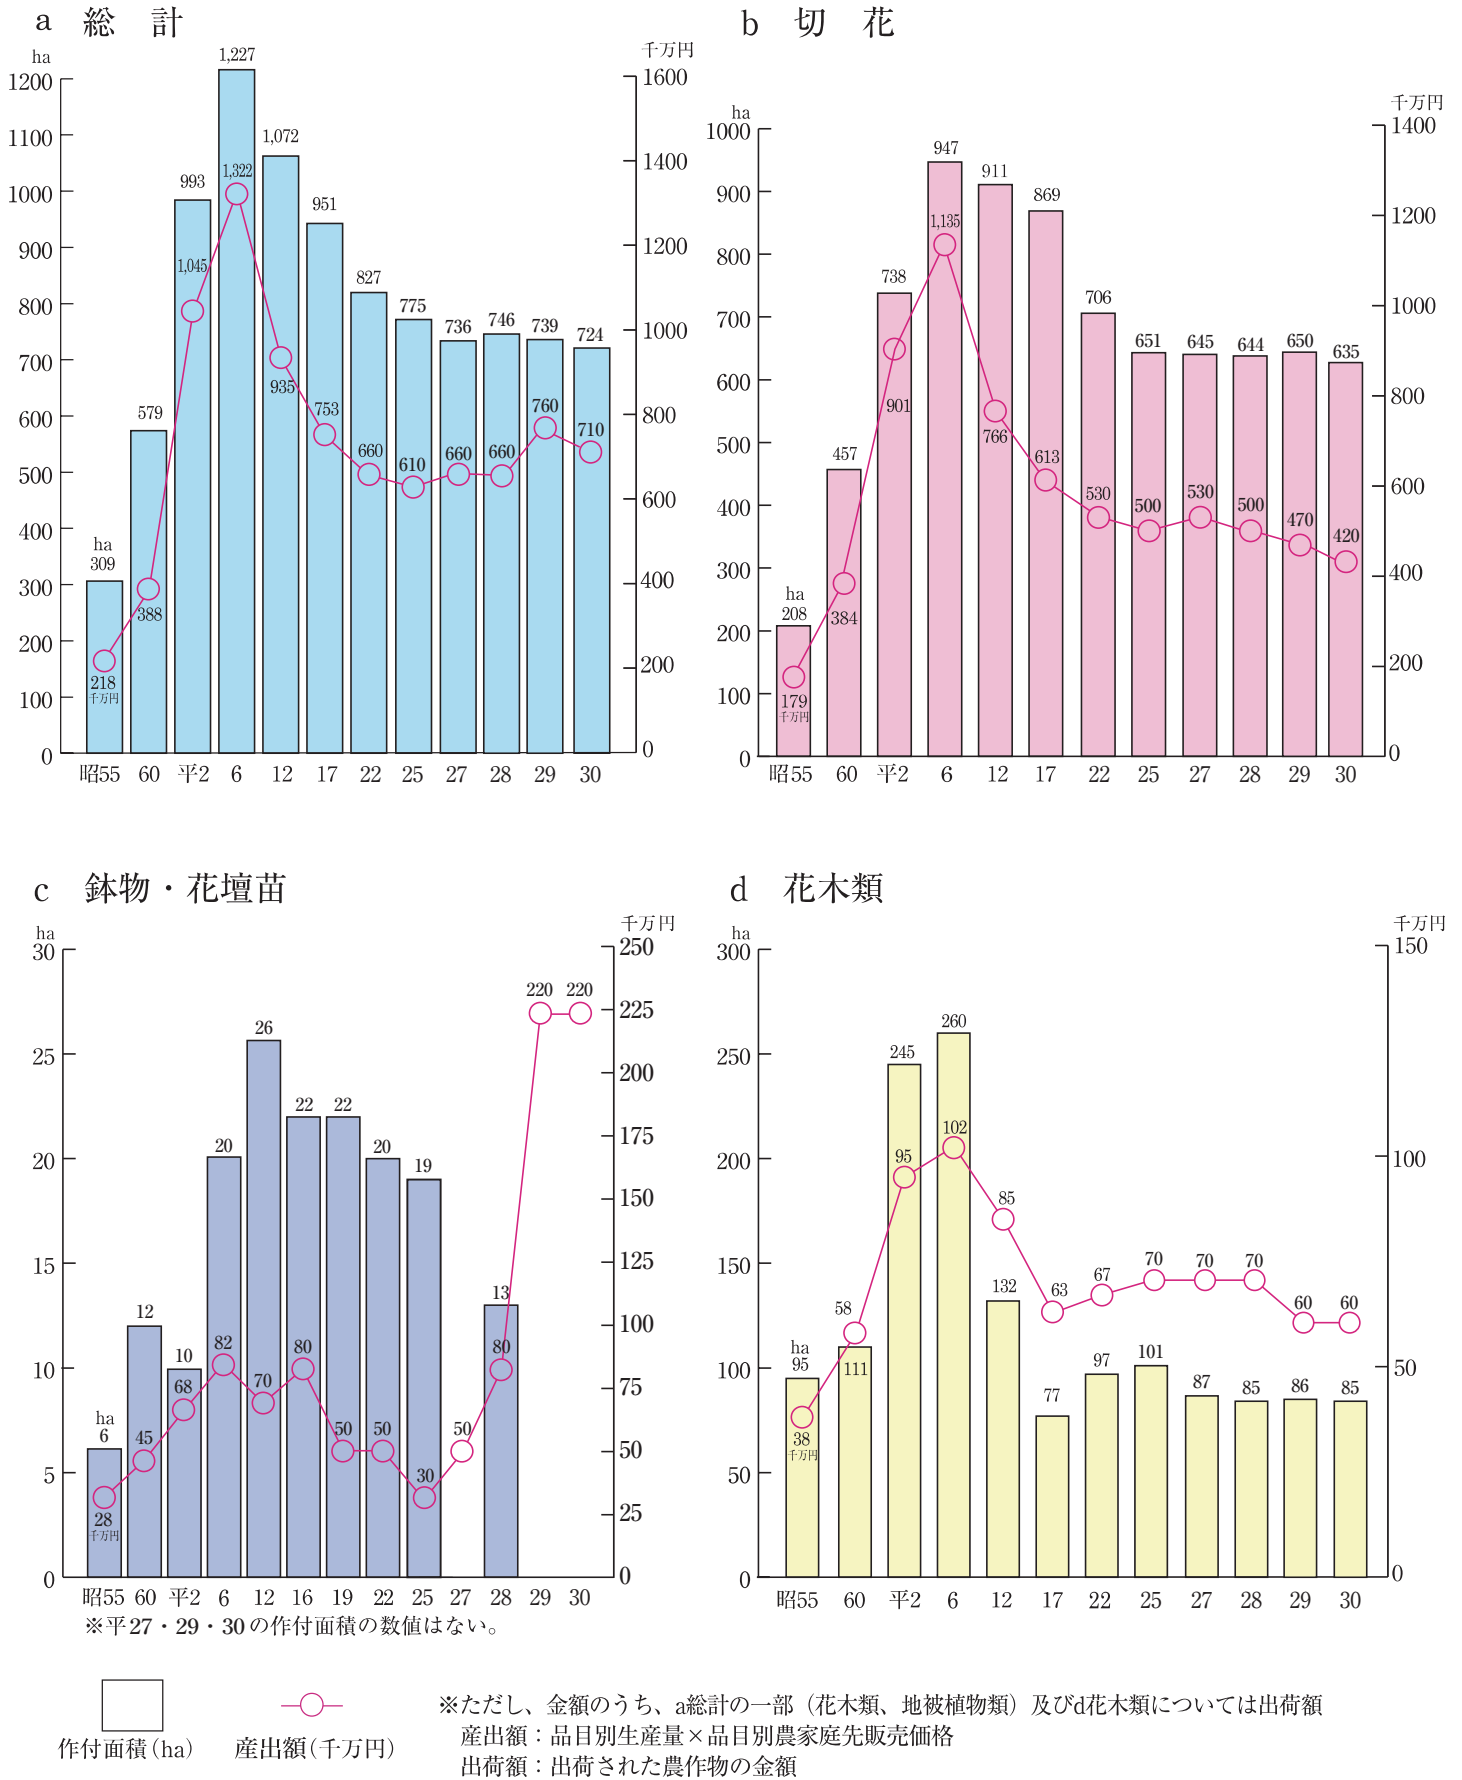 a 総 計
ha
千万円
1200
1100
1000
900
800
700
600
500
400
300
200
100
0
1600
1400
1200
1000
800
600
400
200
0
ha
309 579 993 1,227 1,072 951 827 775 736 746 739 724
218 388 1,045 1,322 935 753 660 610 660 660 760 710
千万円
昭55 60 平2 6 12 17 22 25 27 28 29 30
b 切 花
ha
千万円
1000
900
800
700
600
500
400
300
200
100
0
1400
1200
1000
800
600
400
200
0
ha
208 457 738 947 911 869 706 651 645 644 650 635
179 384 901 1,135 766 613 530 500 530 500 470 420
千万円
昭55 60 平2 6 12 17 22 25 27 28 29 30
c 鉢物・花壇苗
ha
千万円
30
25
20
15
10
5
0
250
225
200
175
150
125
100
75
50
25
0
ha
6 12 10 20 26 22 22 20 19 13
28 45 68 82 70 80 50 50 30 50 80 220 220
千万円
昭55 60 平2 6 12 16 19 22 25 27 28 29 30
※平27・29・30の作付面積の数値はない。
d 花木類
ha
千万円
300
250
200
150
100
50
0
150
100
50
0
ha
95 111 245 260 132 77 97 101 87 85 86 85
38 58 95 102 85 63 67 70 70 70 60 60
千万円
昭55 60 平2 6 12 17 22 25 27 28 29 30
作付面積(ha)
産出額(千万円)
※ただし、金額のうち、a総計の一部（花木類、地被植物類）及びd花木類については出荷額
産出額：品目別生産量×品目別農家庭先販売価格
出荷額：出荷された農作物の金額